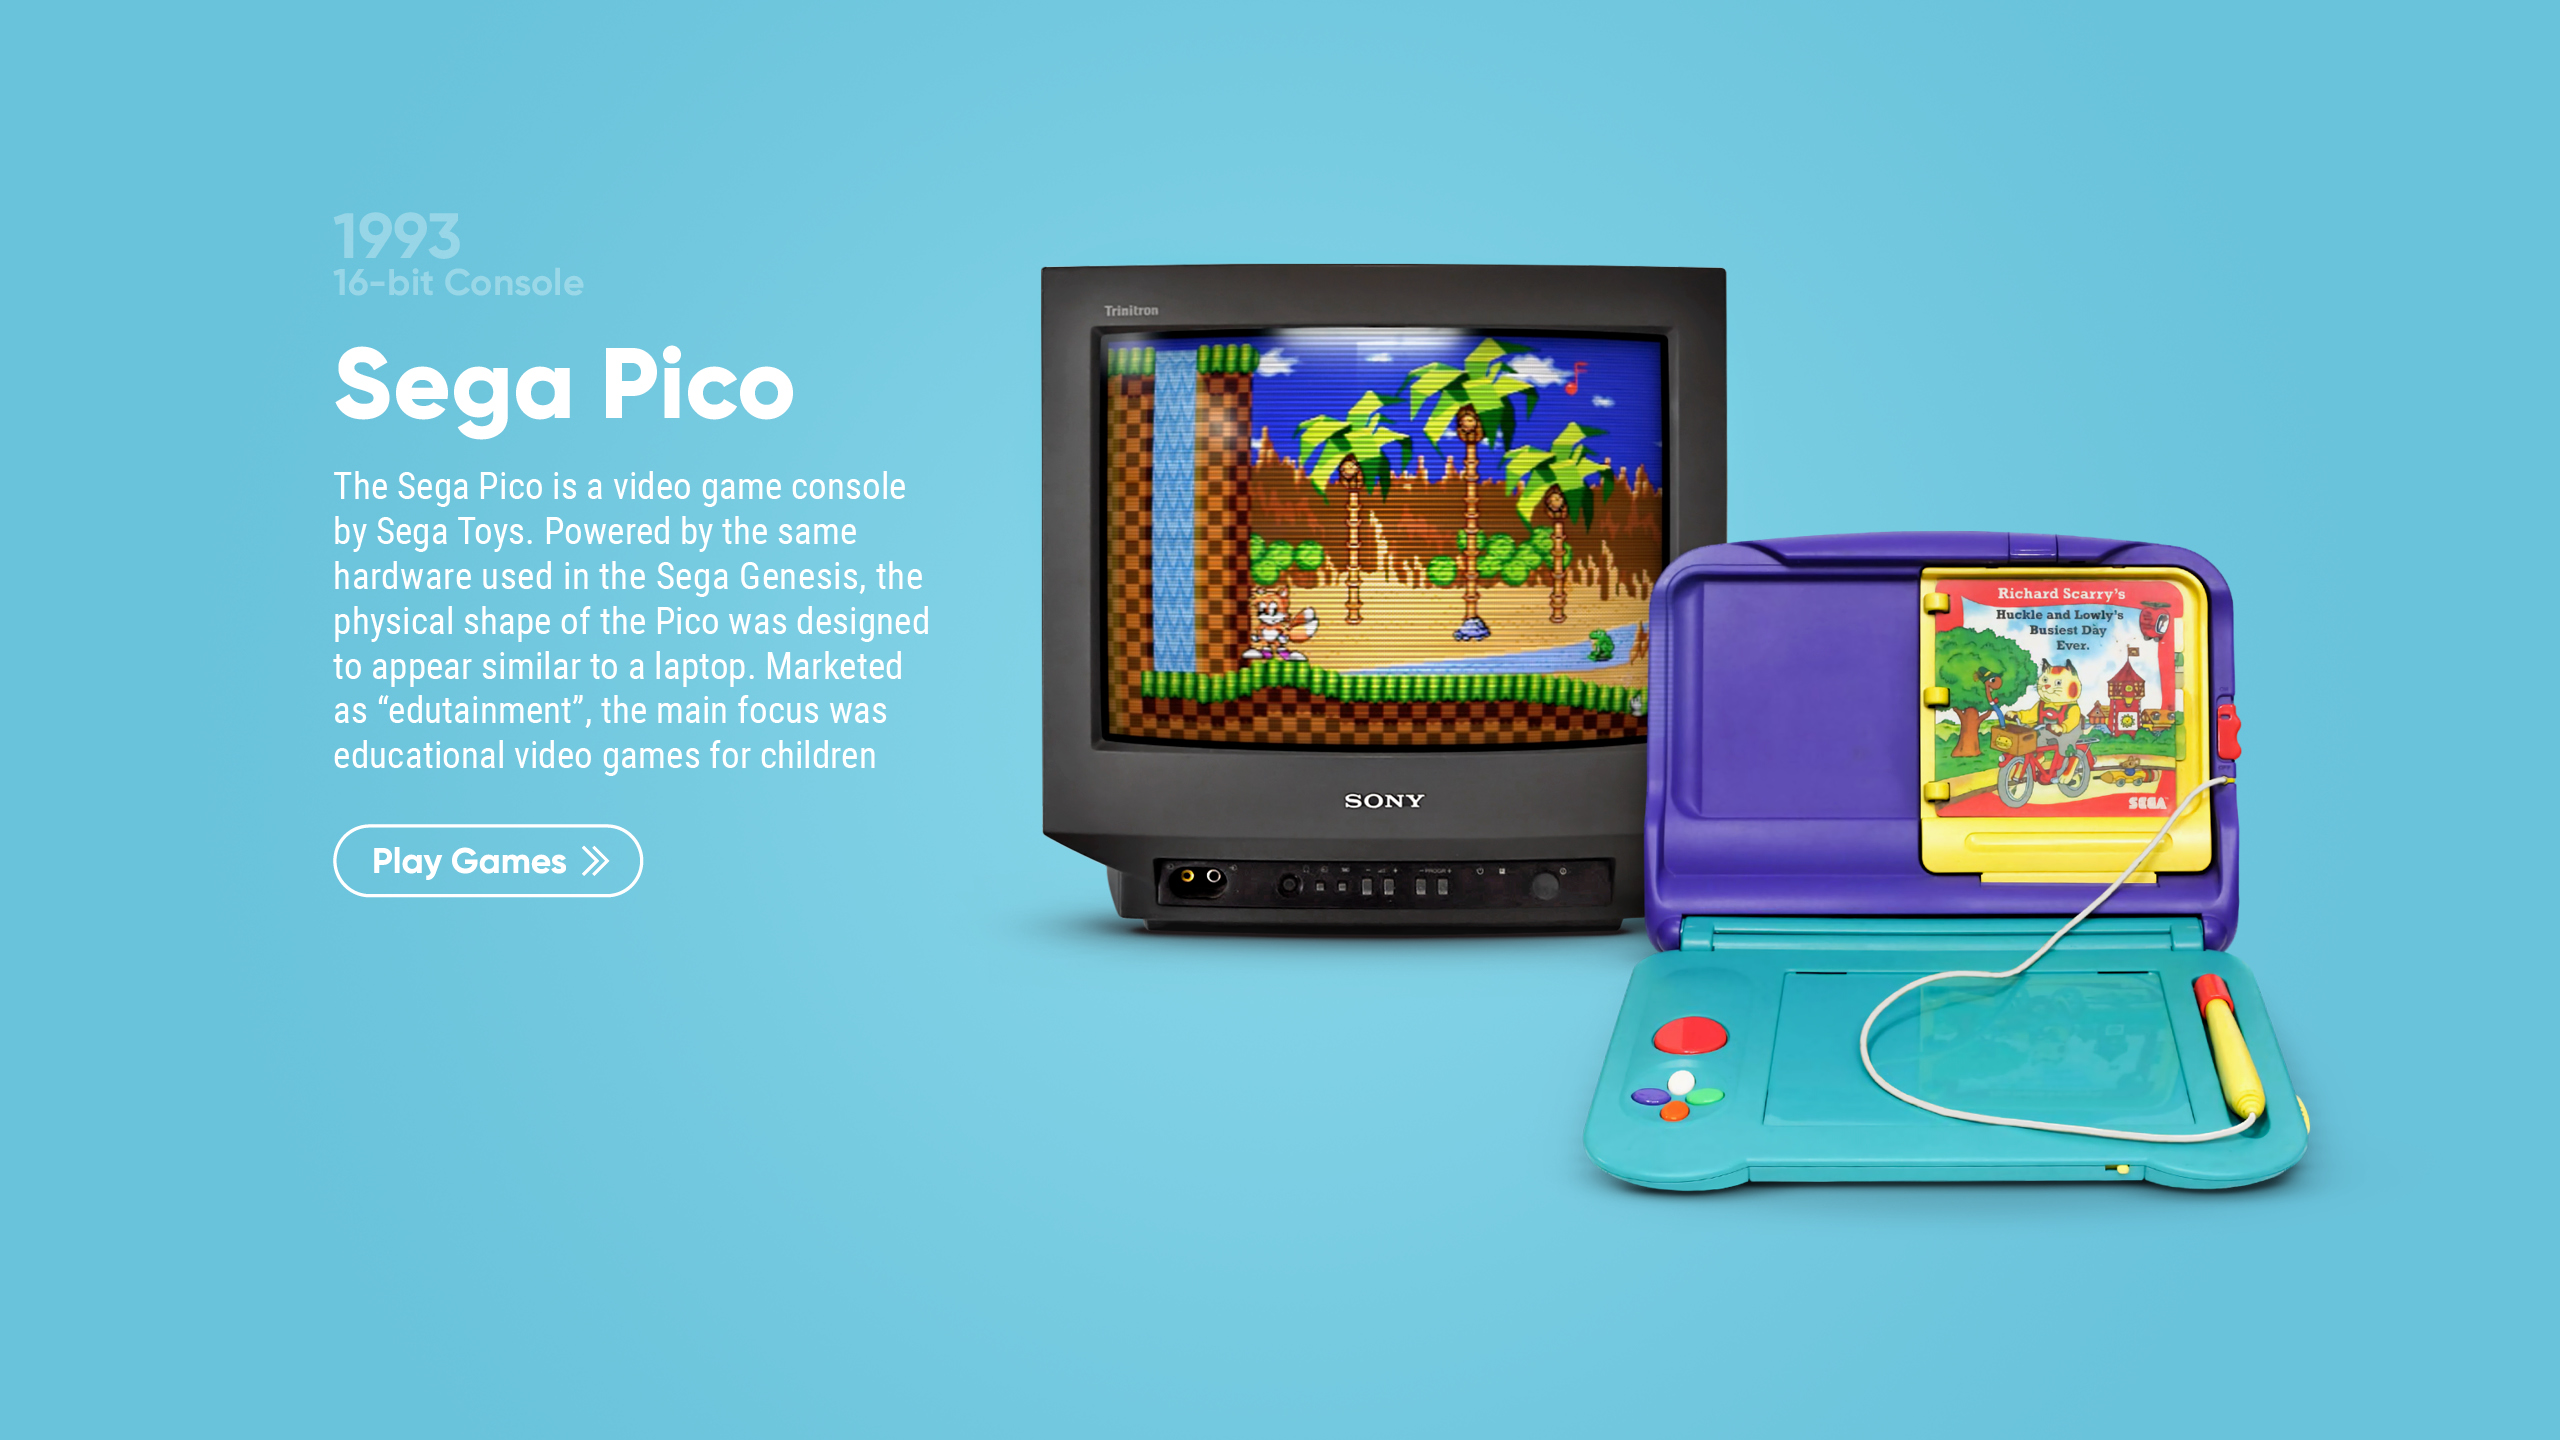 1993
16-bit Console
Sega Pico
The Sega Pico is a video game console
by Sega Toys. Powered by the same
hardware used in the Sega Genesis, the
physical shape of the Pico was designed
to appear similar to a laptop. Marketed
as “edutainment”, the main focus was
educational video games for children
Play Games
Trinitron
SONY
Richard Scarry's
Huckle and Lowly's
Busiest Day
Ever.
SEGA